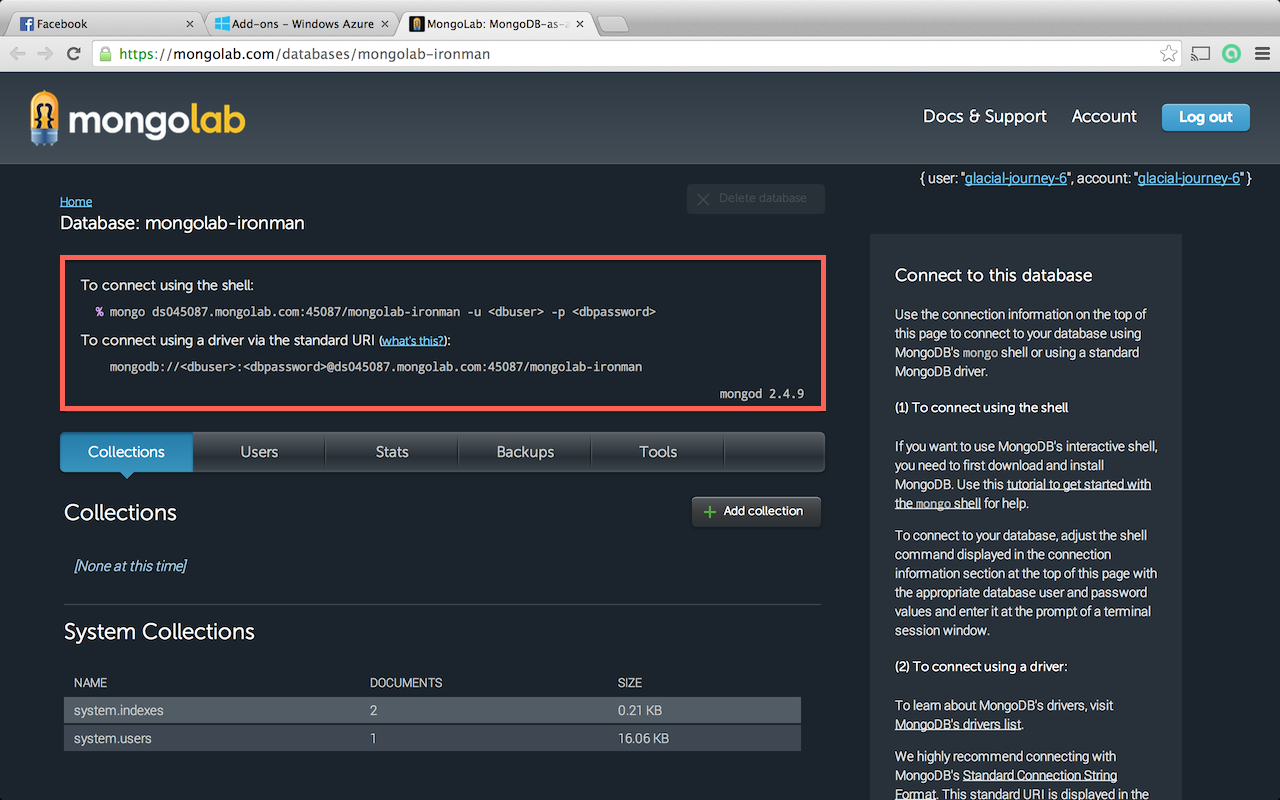 Facebook
Add-ons - Windows Azure
MongoLab: MongoDB-as-a
https://mongolab.com/databases/mongolab-ironman
mongolab
Docs & Support
Account
Log out
{ user: "glacial-journey-6", account: "glacial-journey-6" }
Home
Delete database
Database: mongolab-ironman
To connect using the shell:
% mongo ds045087.mongolab.com:45087/mongolab-ironman -u <dbuser> -p <dbpassword>
To connect using a driver via the standard URI (what's this?):
mongodb://<dbuser>:<dbpassword>@ds045087.mongolab.com:45087/mongolab-ironman
mongod 2.4.9
Collections
Users
Stats
Backups
Tools
Collections
Add collection
[None at this time]
System Collections
NAME DOCUMENTS SIZE
system.indexes 2 0.21 KB
system.users 1 16.06 KB
Connect to this database
Use the connection information on the top of
this page to connect to your database using
MongoDB's mongo shell or using a standard
MongoDB driver.
(1) To connect using the shell
If you want to use MongoDB's interactive shell,
you need to first download and install
MongoDB. Use this tutorial to get started with
the mongo shell for help.
To connect to your database, adjust the shell
command displayed in the connection
information section at the top of this page with
the appropriate database user and password
values and enter it at the prompt of a terminal
session window.
(2) To connect using a driver:
To learn about MongoDB's drivers, visit
MongoDB's drivers list.
We highly recommend connecting with
MongoDB's Standard Connection String
Format. This standard URI is displayed in the